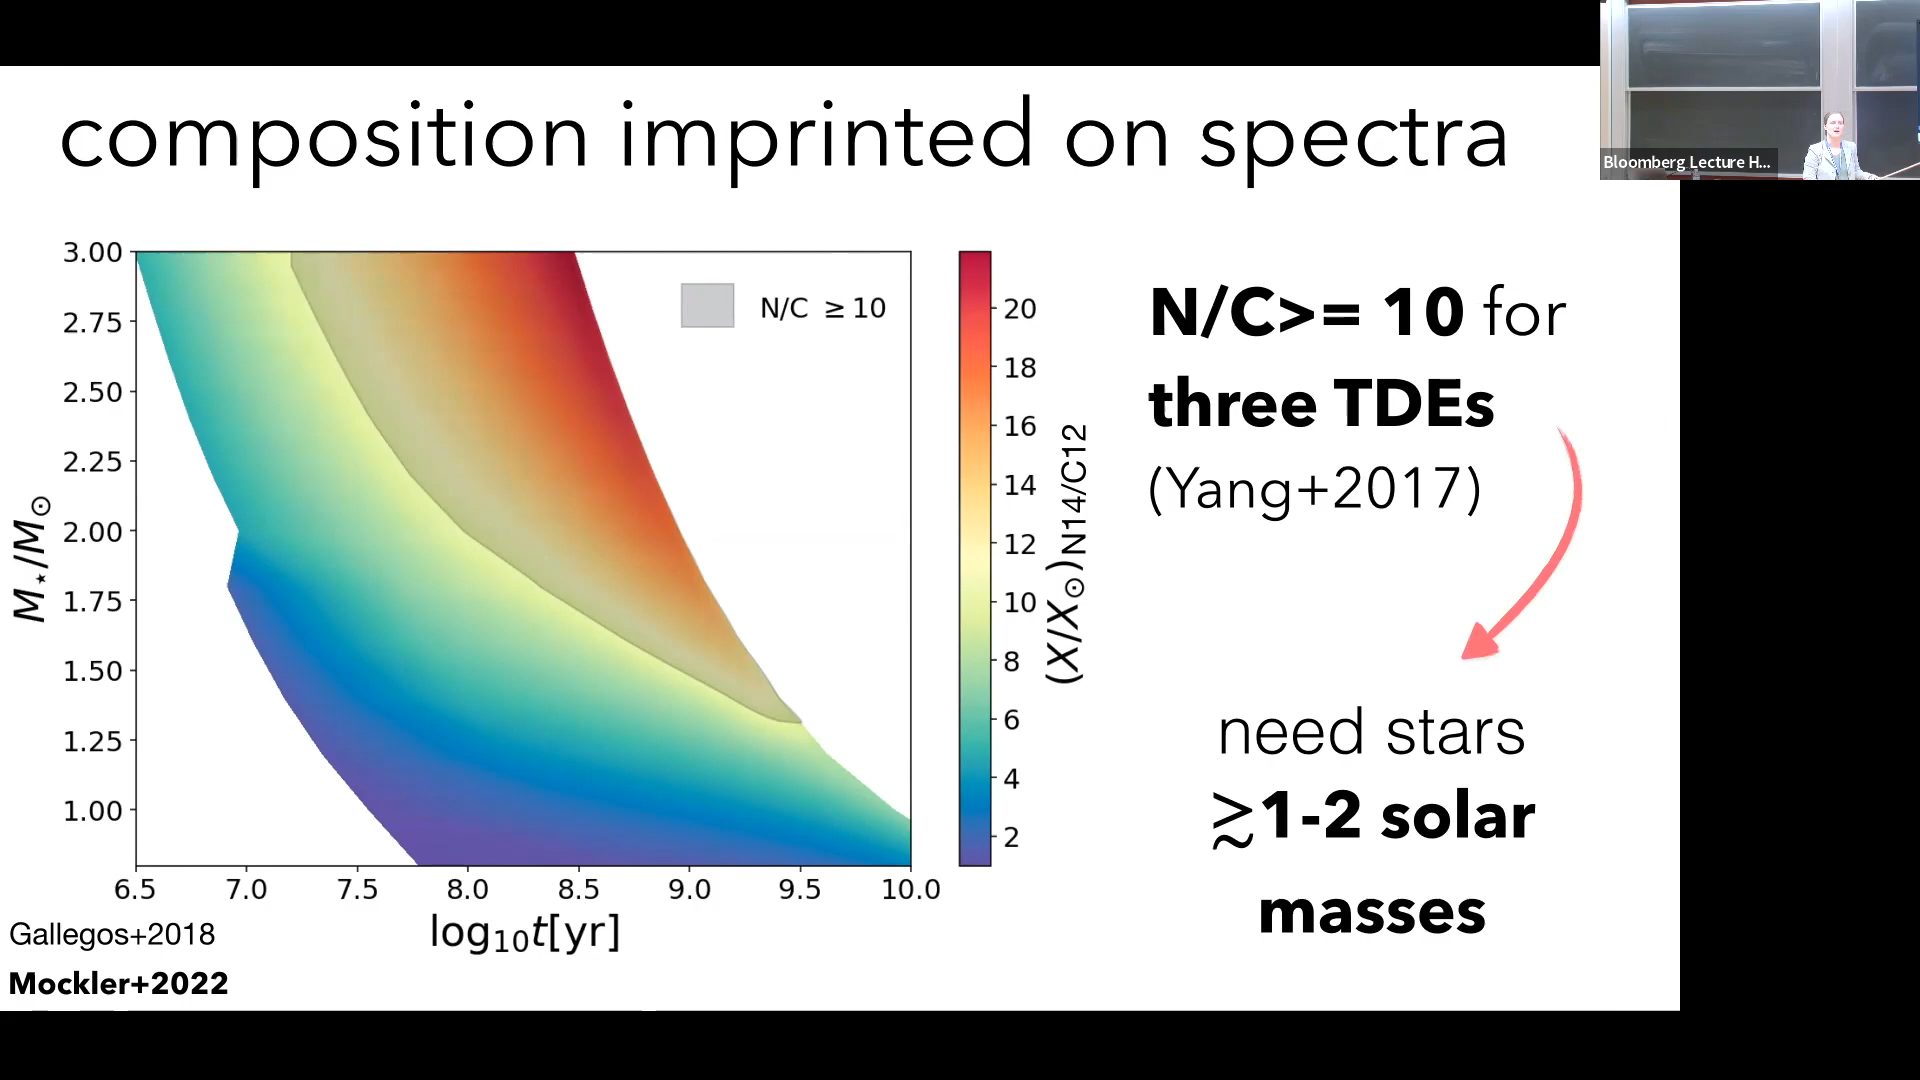 composition imprinted on spectra
Bloomberg Lecture H...
3.00
2.75
2.50
2.25
2.00
1.75
1.50
1.25
1.00
M⋆/M⊙
6.5 7.0 7.5 8.0 8.5 9.0 9.5 10.0
log₁₀t[yr]
N/C ≥ 10
20
18
16
14
12
10
8
6
4
2
(X/X⊙)N14/C12
N/C>= 10 for
three TDEs
(Yang+2017)
need stars
≳1-2 solar
masses
Gallegos+2018
Mockler+2022